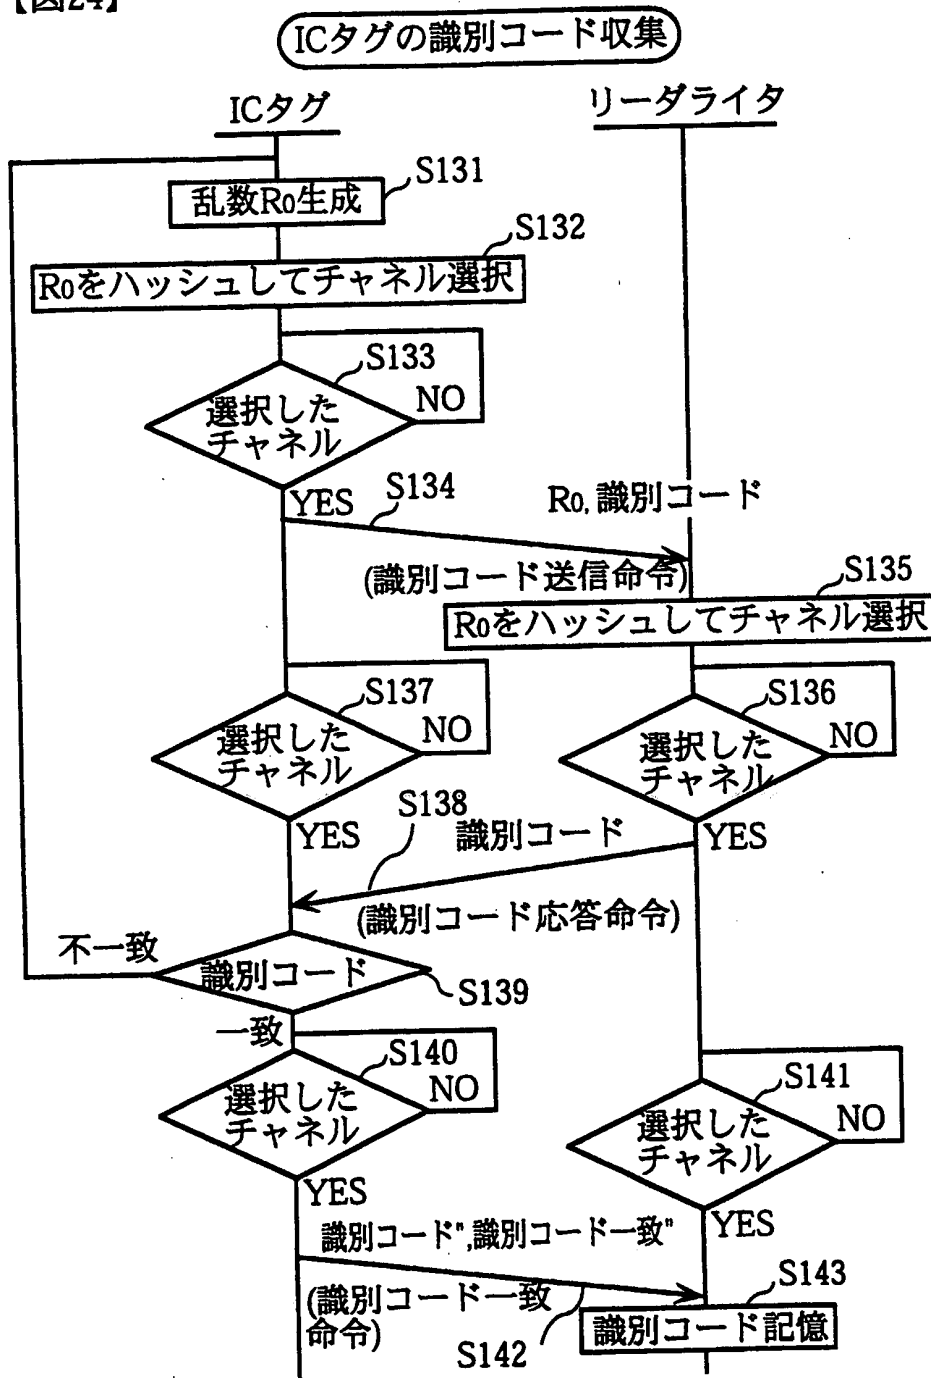 【図24】
ICタグの識別コード収集
ICタグ
リーダライタ
S131
乱数R0生成
S132
R0をハッシュしてチャネル選択
S133
選択した
チャネル
NO
YES
S134
R0, 識別コード
(識別コード送信命令)
S135
R0をハッシュしてチャネル選択
S137
選択した
チャネル
NO
S136
選択した
チャネル
NO
YES
S138
識別コード
YES
(識別コード応答命令)
不一致
識別コード
S139
一致
S140
選択した
チャネル
NO
S141
選択した
チャネル
NO
YES
YES
識別コード",識別コード一致"
(識別コード一致
命令)
S142
S143
識別コード記憶